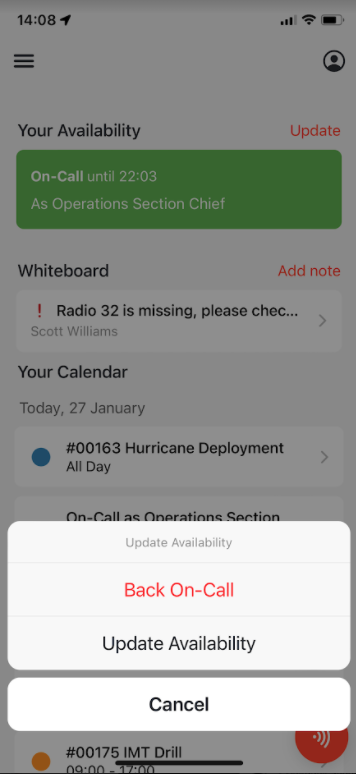 14:08
Your Availability
Update
On-Call until 22:03
As Operations Section Chief
Whiteboard
Add note
! Radio 32 is missing, please chec...
Scott Williams
Your Calendar
Today, 27 January
#00163 Hurricane Deployment
All Day
On-Call as Operations Section
Update Availability
Back On-Call
Update Availability
Cancel
#00175 IMT Drill
09:00 - 17:00